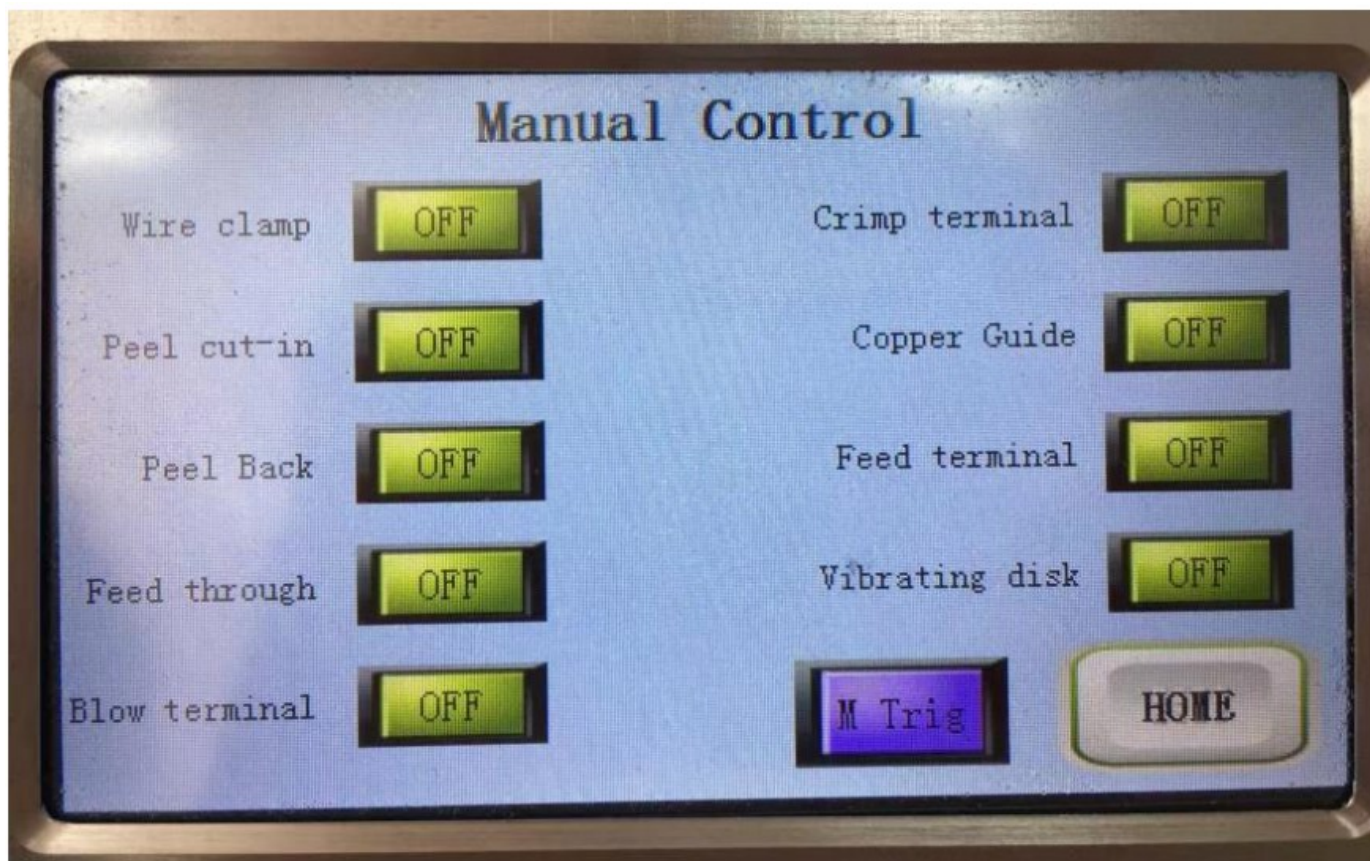 Manual Control
Wire clamp OFF
Crimp terminal OFF
Peel cut-in OFF
Copper Guide OFF
Peel Back OFF
Feed terminal OFF
Feed through OFF
Vibrating disk OFF
Blow terminal OFF
M Trig
HOME